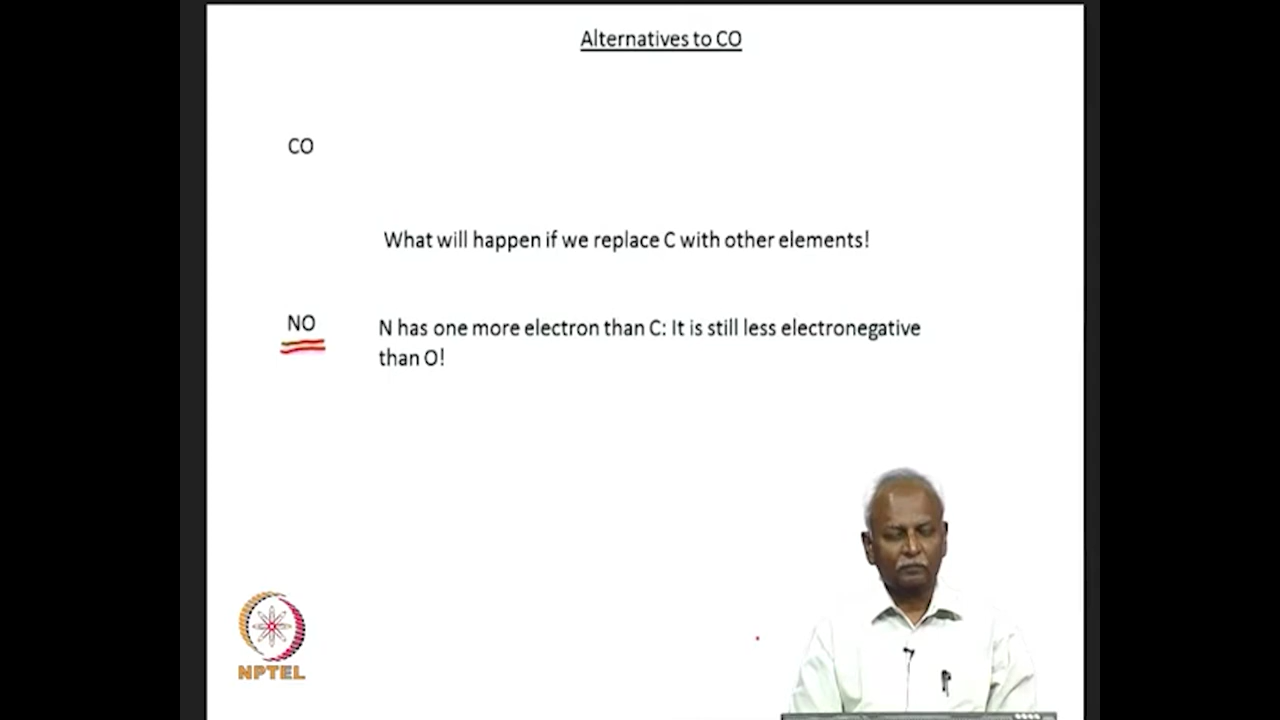 Alternatives to CO
CO
What will happen if we replace C with other elements!
NO
N has one more electron than C: It is still less electronegative
than O!
NPTEL